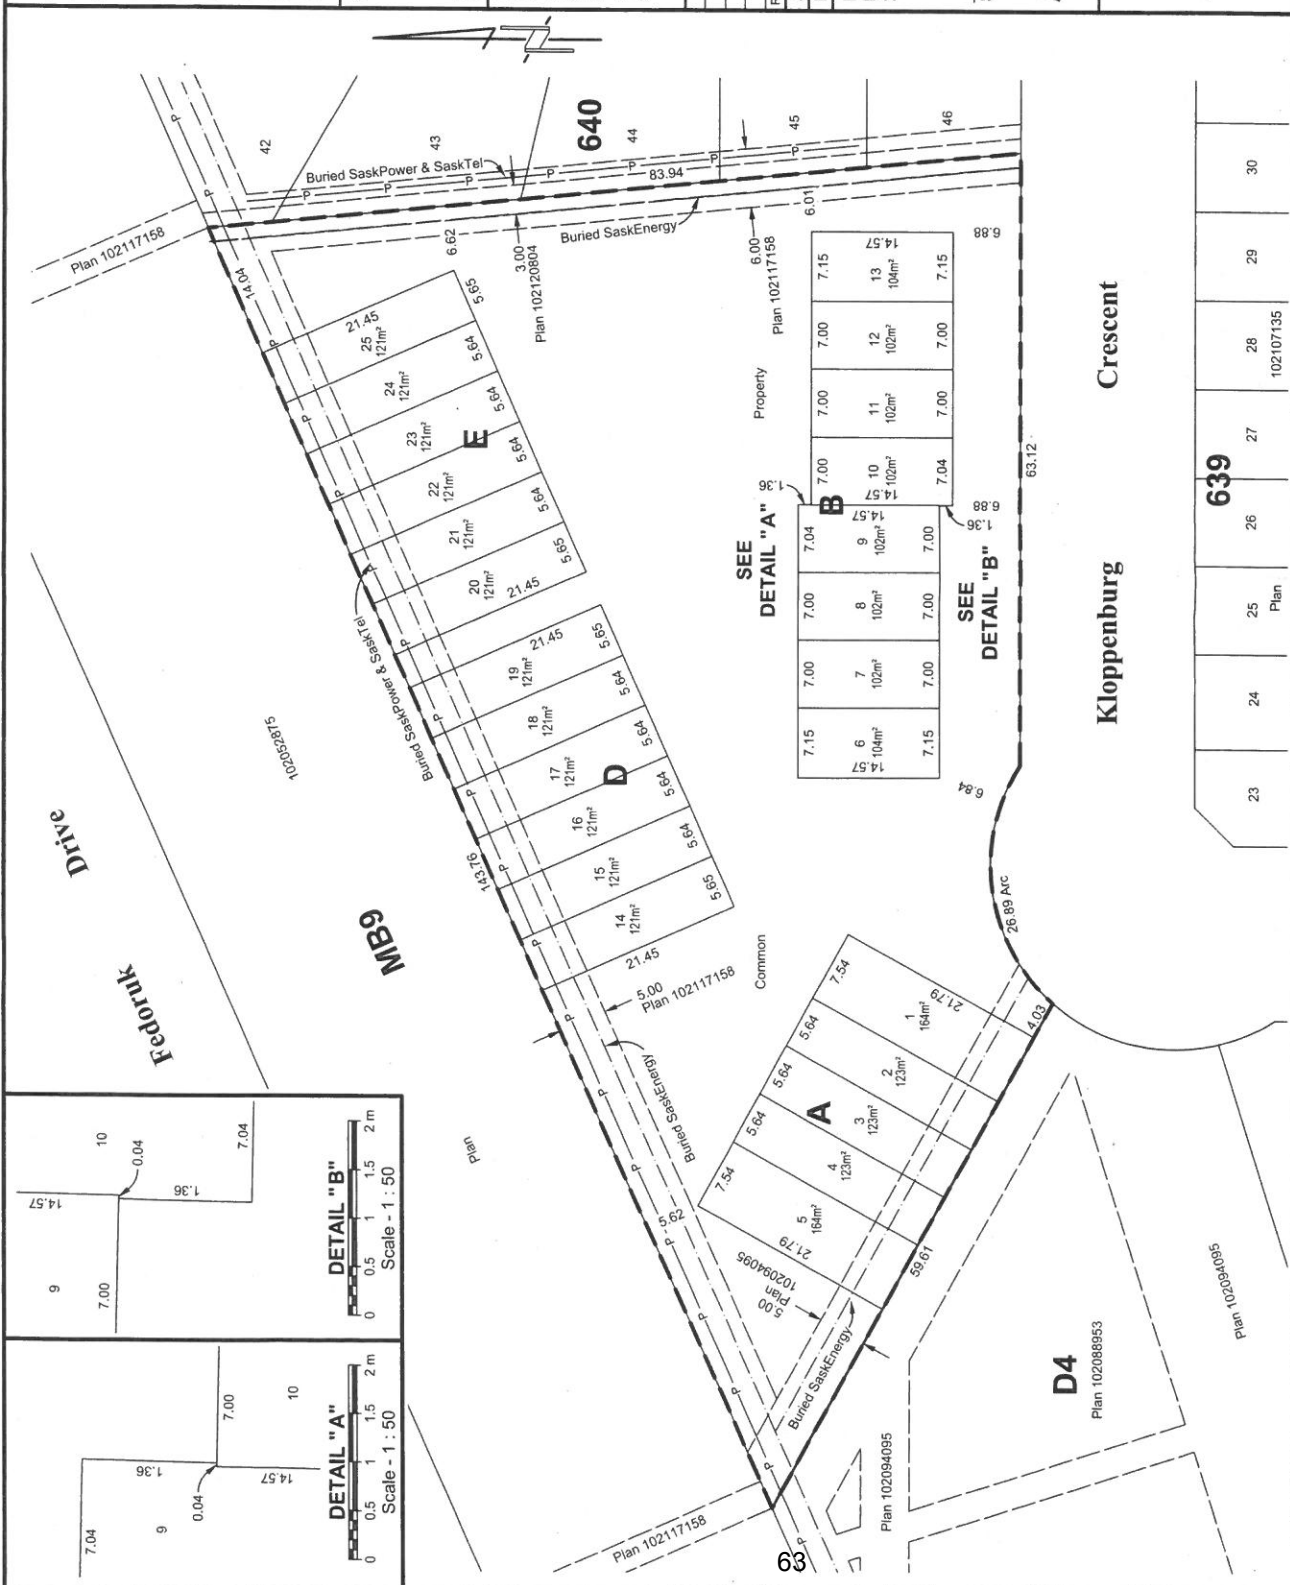 42
43
44
45
46
640
Buried SaskPower & SaskTel
83.94
P P P P P P P P
Buried SaskEnergy
6.62
6.01
3.00
Plan 102120804
6.00
Plan 102117158
Plan 102117158
14.04
Property
6.88
7.15 13 104m² 7.15
14.57
7.00 12 102m² 7.00
7.00 11 102m² 7.00
7.00 10 102m² 7.04
14.57
B
1.36
6.88
1.36
SEE
DETAIL "A"
14.57
7.04 9 102m² 7.00
7.00 8 102m² 7.00
7.00 7 102m² 7.00
7.15 6 104m² 7.15
14.57
SEE
DETAIL "B"
6.84
63.12
Kloppenburg Crescent
30
29
28
27
26
25
24
23
639
Plan 102107135
21.45
25
121m²
5.65
24
121m²
5.64
23
121m²
5.64
E
22
121m²
5.64
21
121m²
5.64
20
121m²
5.65
21.45
21.45
19
121m²
5.65
18
121m²
5.64
17
121m²
5.64
D
16
121m²
5.64
15
121m²
5.64
14
121m²
5.65
21.45
Buried SaskPower & SaskTel
143.76
102052875
Plan
MB9
Fedoruk Drive
5.00
Plan 102117158
Common
Buried SaskEnergy
26.89 Arc
4.03
7.54
21.79
1
164m²
5.64
2
123m²
5.64
3
123m²
A
5.64
4
123m²
7.54
5
164m²
21.79
5.62
59.61
5.00
Plan
102094095
Buried SaskEnergy
D4
Plan 102088953
Plan 102094095
Plan 102094095
Plan 102117158
63
10
0.04
7.04
1.36
14.57
9
7.00
DETAIL "B"
0 0.5 1 1.5 2 m
Scale - 1 : 50
7.00
10
1.36
14.57
0.04
9
7.04
DETAIL "A"
0 0.5 1 1.5 2 m
Scale - 1 : 50